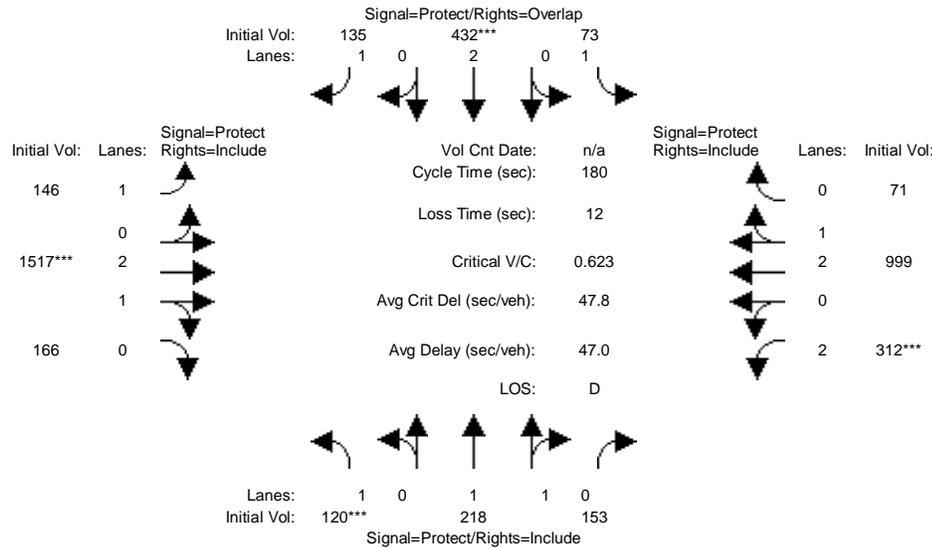 Signal=Protect/Rights=Overlap
Initial Vol: 135 432*** 73
Lanes: 1 0 2 0 1
Signal=Protect Signal=Protect
Initial Vol: Lanes: Rights=Include Vol Cnt Date: n/a Rights=Include Lanes: Initial Vol:
Cycle Time (sec): 180
146 1 0 71
Loss Time (sec): 12
0 1
1517*** 2 Critical V/C: 0.623 2 999
1 Avg Crit Del (sec/veh): 47.8 0
166 0 Avg Delay (sec/veh): 47.0 2 312***
LOS: D
Lanes: 1 0 1 1 0
Initial Vol: 120*** 218 153
Signal=Protect/Rights=Include